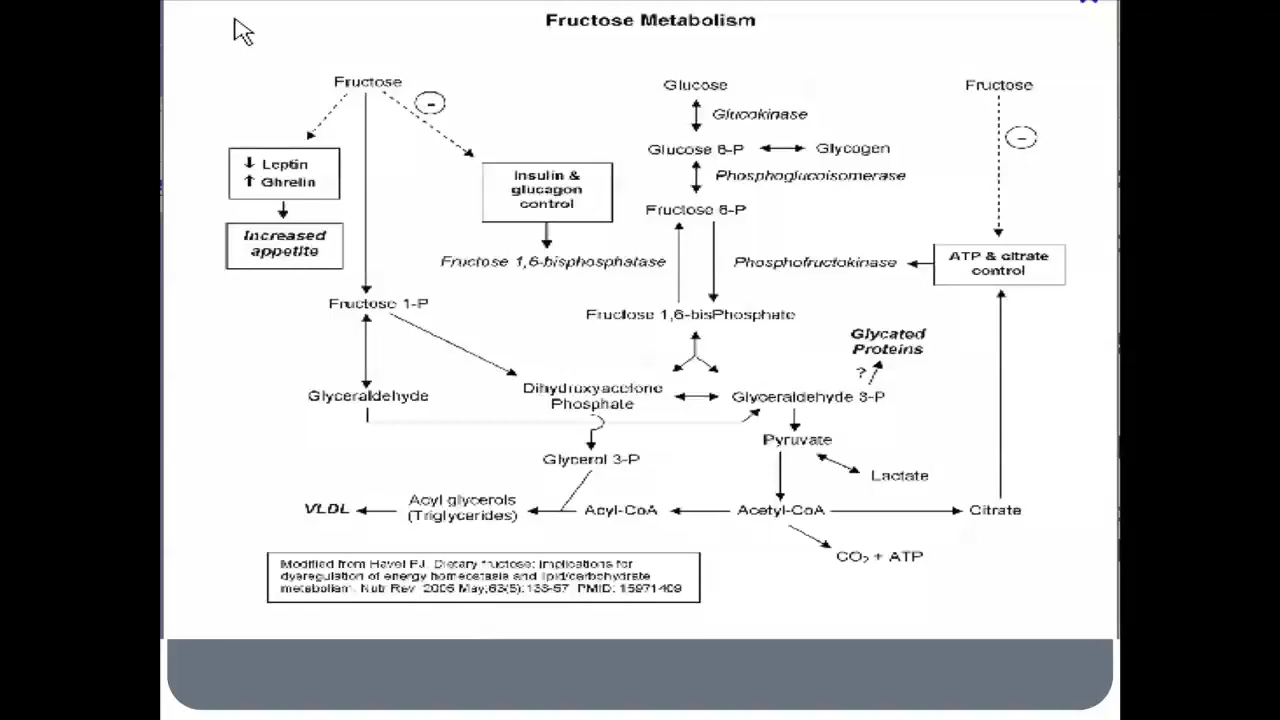 Fructose Metabolism
Fructose
-
↓ Leptin
↑ Ghrelin
Increased
appetite
Insulin &
glucagon
control
Fructose 1,6-bisphosphatase
Fructose 1-P
Glyceraldehyde
Glucose
Glucokinase
Glucose 6-P
Glycogen
Phosphoglucoisomerase
Fructose 6-P
Phosphofructokinase
Fructose 1,6-bisPhosphate
Fructose
-
ATP & citrate
control
Glycated
Proteins
?
Dihydroxyacetone
Phosphate
Glyceraldehyde 3-P
Pyruvate
Lactate
Glycerol 3-P
VLDL
Acyl glycerols
(Triglycerides)
Acyl-CoA
Acetyl-CoA
Citrate
CO₂ + ATP
Modified from Havel PJ. Dietary fructose: implications for
dysregulation of energy homeostasis and lipid/carbohydrate
metabolism. Nutr Rev. 2005 May;63(5):133-57. PMID: 15971409